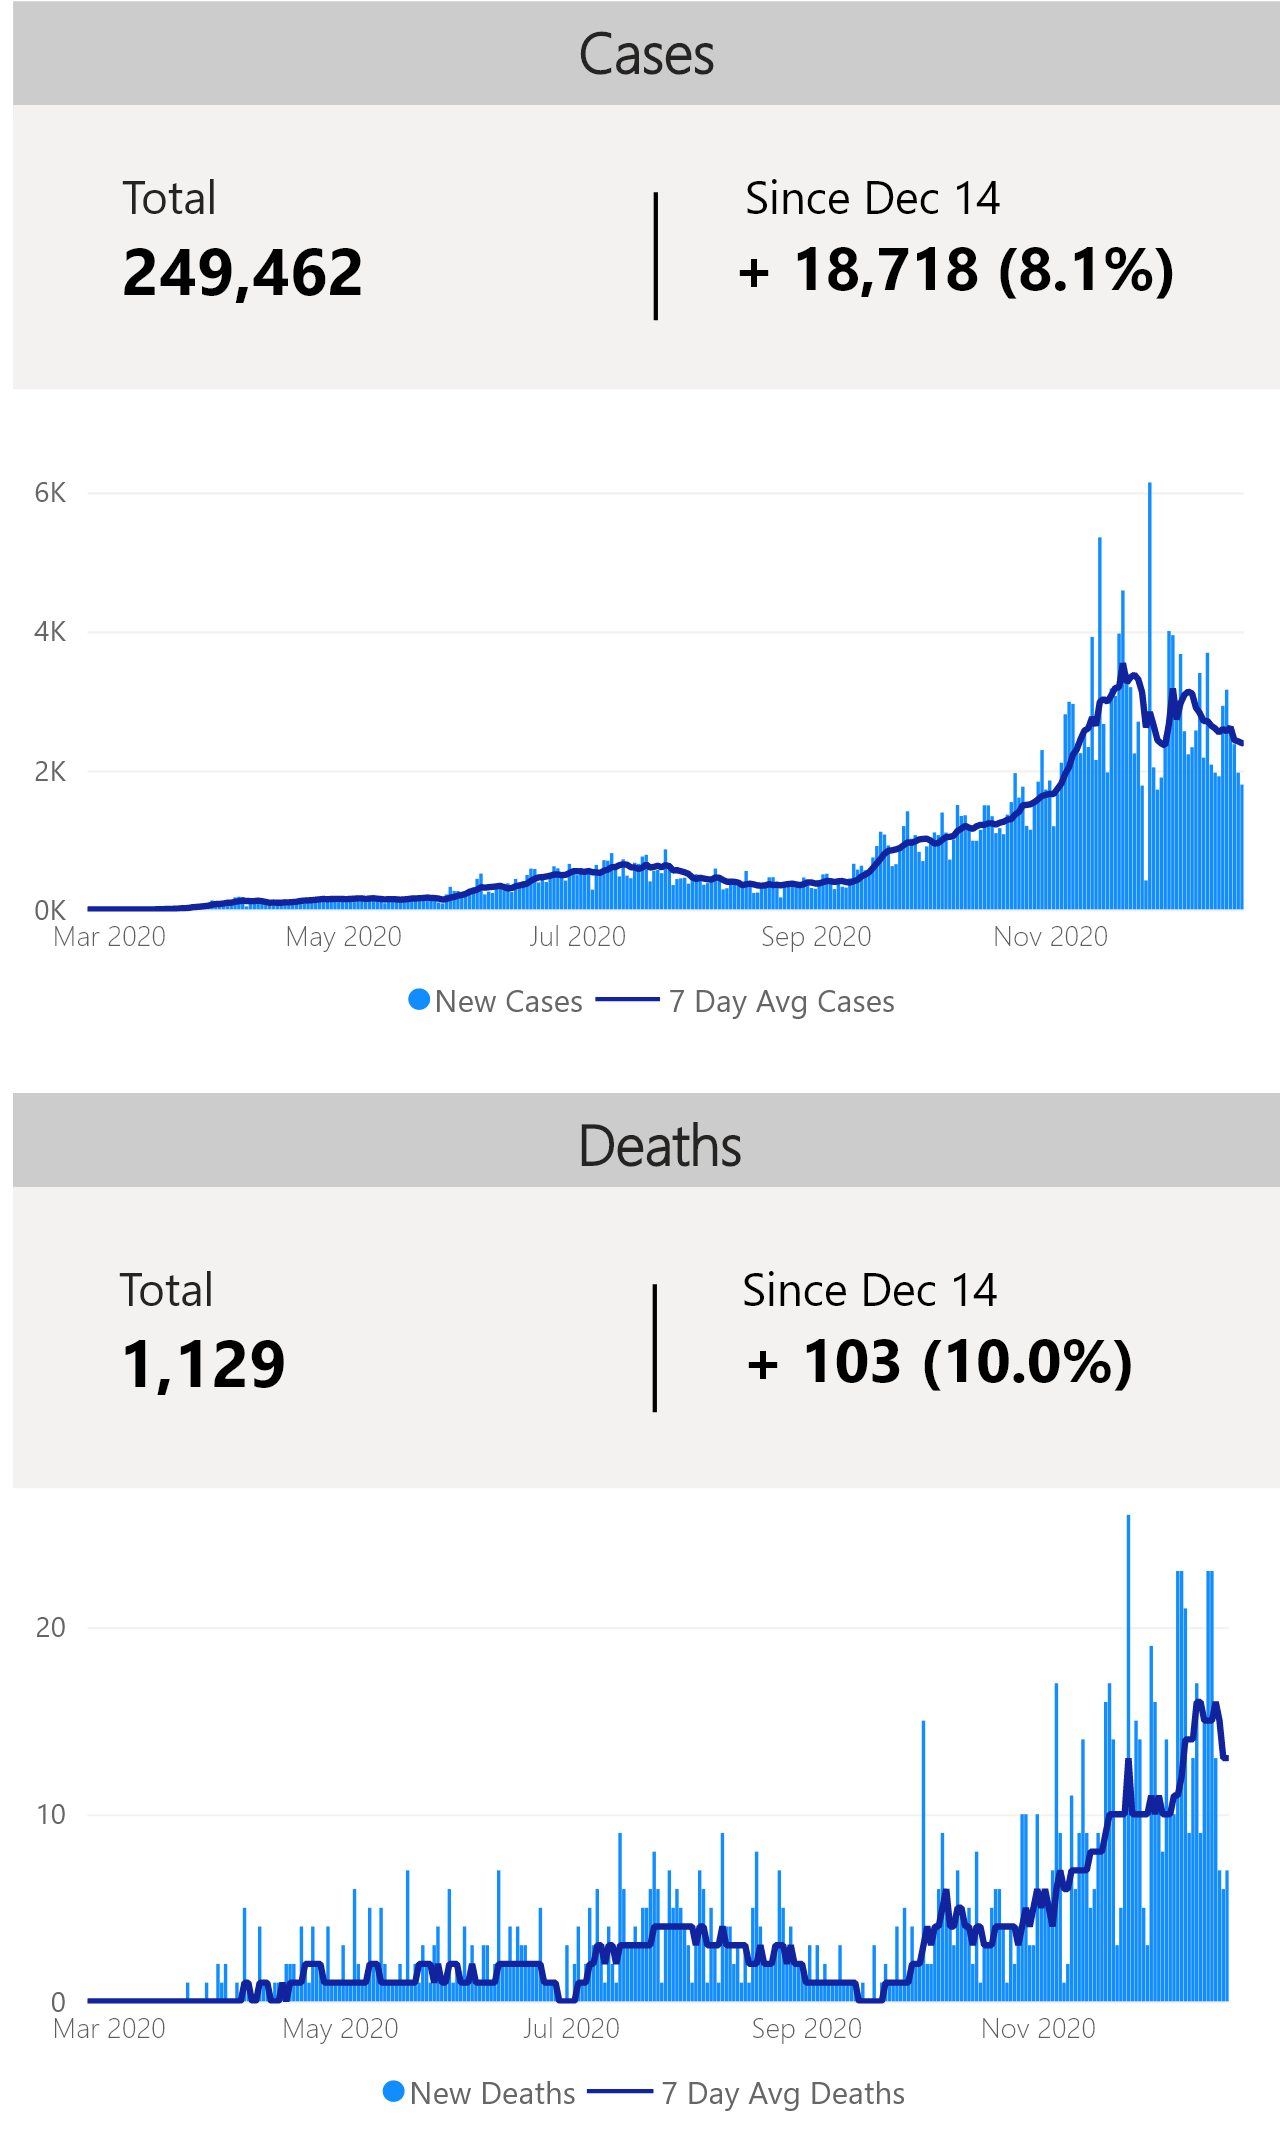 Cases
Total
Since Dec 14
249,462
+ 18,718 (8.1%)
6K
4K
2K
0K
Mar 2020 May 2020 Jul 2020 Sep 2020 Nov 2020
New Cases 7 Day Avg Cases
Deaths
Total
Since Dec 14
1,129
+ 103 (10.0%)
20
10
0
Mar 2020 May 2020 Jul 2020 Sep 2020 Nov 2020
New Deaths 7 Day Avg Deaths